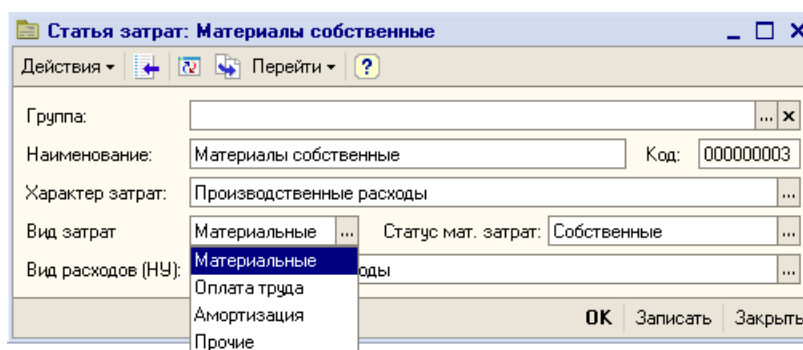 Статья затрат: Материалы собственные
Действия Перейти ?
Группа: ...
Наименование: Материалы собственные Код: 000000003
Характер затрат: Производственные расходы ...
Вид затрат Материальные ... Статус мат. затрат: Собственные ...
Материальные
Вид расходов (НУ): оды ...
Оплата труда
Амортизация
OK Записать Закрыть
Прочие